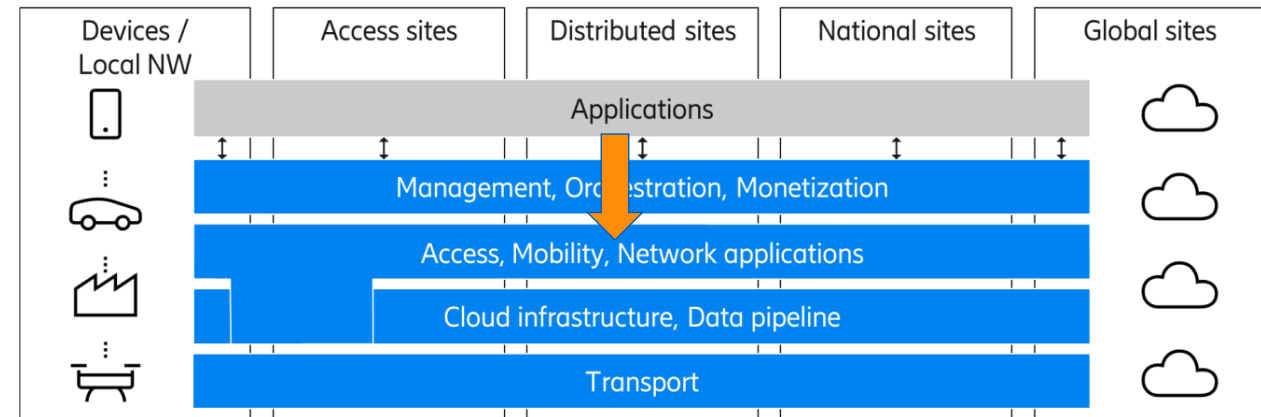 Devices /
Local NW
Access sites
Distributed sites
National sites
Global sites
Applications
Management, Orchestration, Monetization
Access, Mobility, Network applications
Cloud infrastructure, Data pipeline
Transport